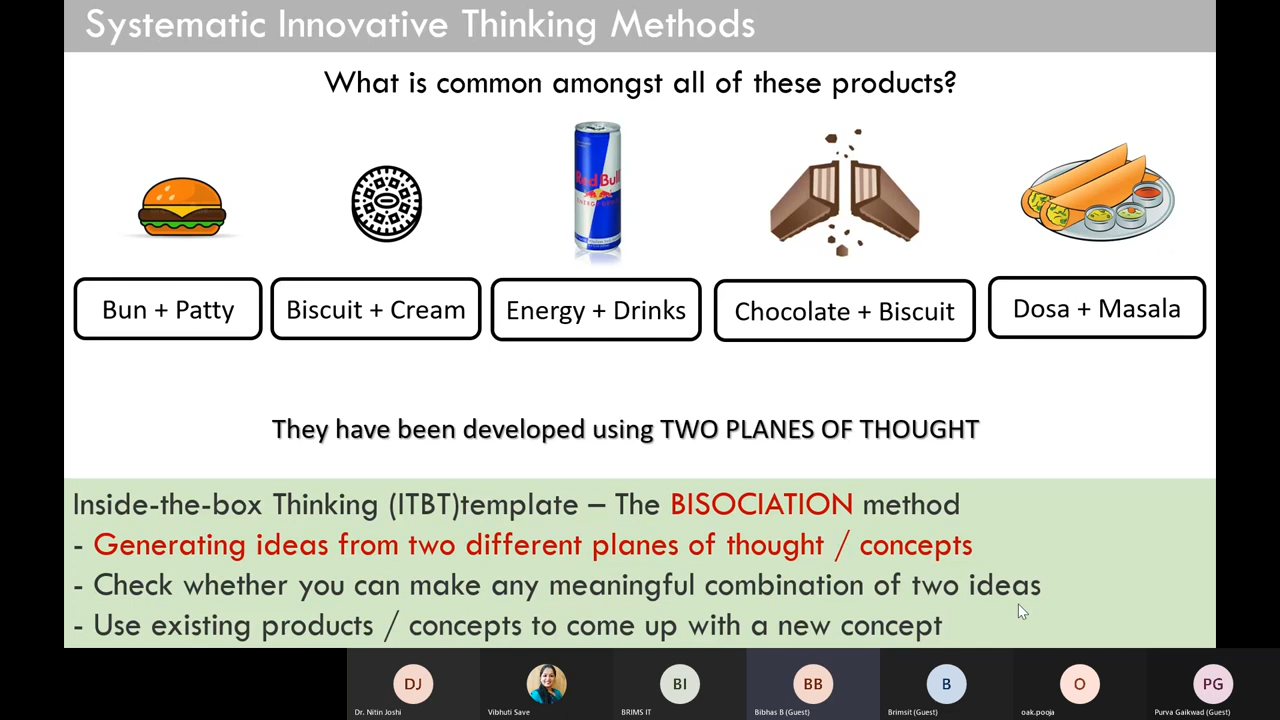 Systematic Innovative Thinking Methods
What is common amongst all of these products?
Red Bull
ENERGY DRINK
Bun + Patty
Biscuit + Cream
Energy + Drinks
Chocolate + Biscuit
Dosa + Masala
They have been developed using TWO PLANES OF THOUGHT
Inside-the-box Thinking (ITBT)template – The BISOCIATION method
- Generating ideas from two different planes of thought / concepts
- Check whether you can make any meaningful combination of two ideas
- Use existing products / concepts to come up with a new concept
DJ
BI
BB
B
O
PG
Dr. Nitin Joshi
Vibhuti Save
BRIMS IT
Bibhas B (Guest)
Brimsit (Guest)
oak.pooja
Purva Gaikwad (Guest)